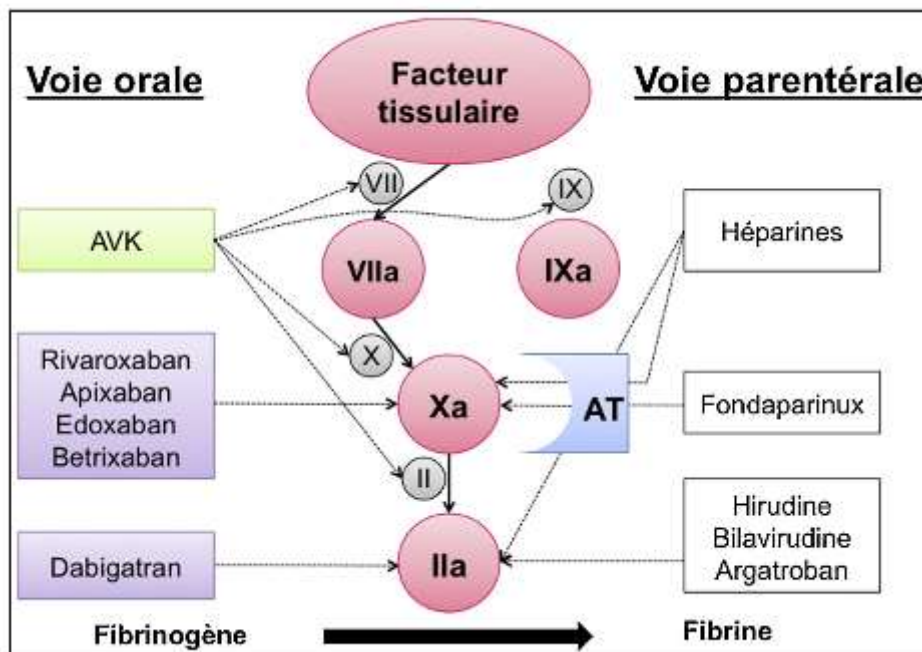 Voie orale
Facteur
tissulaire
Voie parentérale
VII
IX
AVK
VIIa
IXa
Héparines
X
Rivaroxaban
Apixaban
Edoxaban
Betrixaban
Xa
AT
Fondaparinux
II
Dabigatran
IIa
Hirudine
Bilavirudine
Argatroban
Fibrinogène
Fibrine